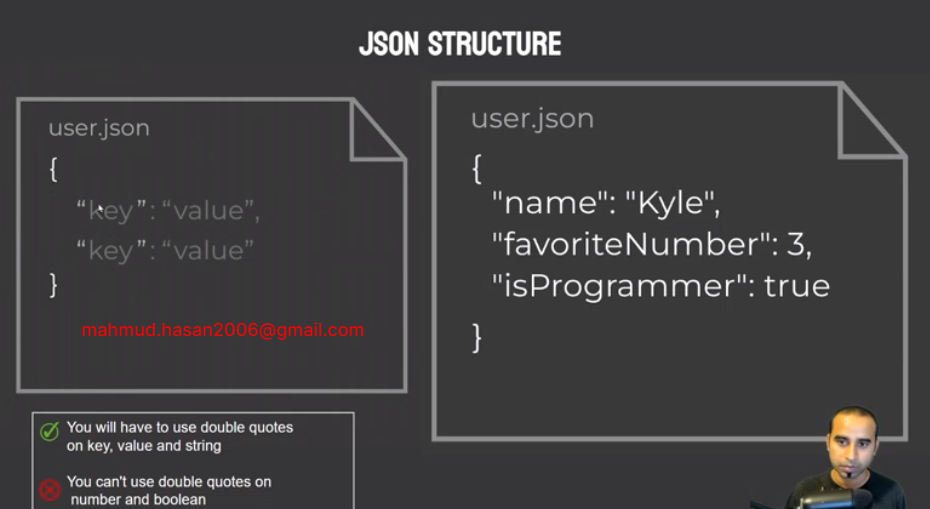 JSON STRUCTURE
user.json
{
“key”: “value”,
“key”: “value”
}
mahmud.hasan2006@gmail.com
user.json
{
"name": "Kyle",
"favoriteNumber": 3,
"isProgrammer": true
}
You will have to use double quotes
on key, value and string
You can't use double quotes on
number and boolean